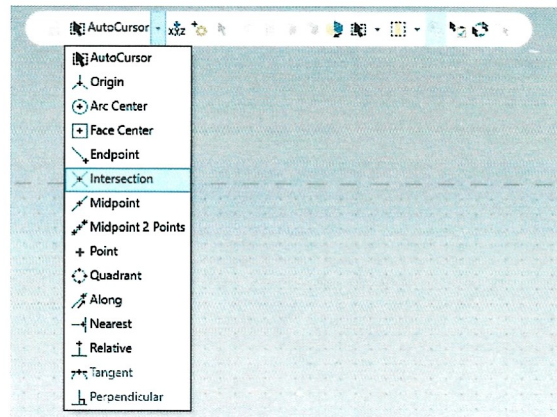 AutoCursor
xyz
AutoCursor
Origin
Arc Center
Face Center
Endpoint
Intersection
Midpoint
Midpoint 2 Points
Point
Quadrant
Along
Nearest
Relative
Tangent
Perpendicular